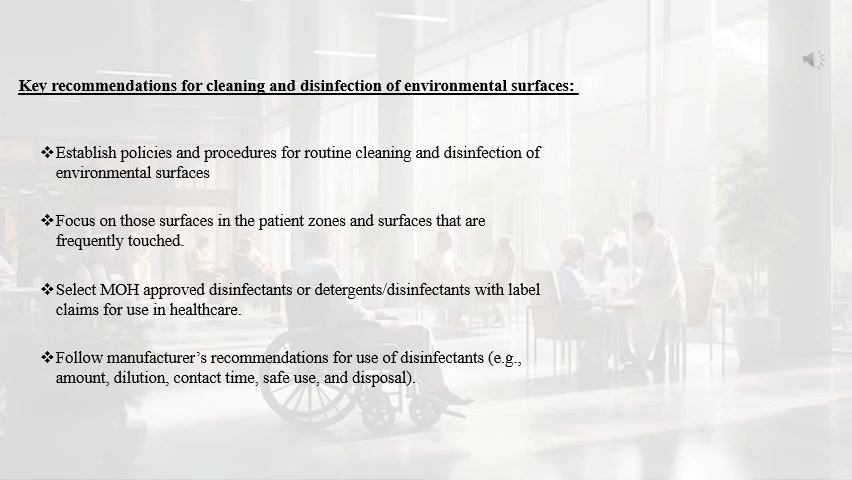 Key recommendations for cleaning and disinfection of environmental surfaces:
❖Establish policies and procedures for routine cleaning and disinfection of
environmental surfaces
❖Focus on those surfaces in the patient zones and surfaces that are
frequently touched.
❖Select MOH approved disinfectants or detergents/disinfectants with label
claims for use in healthcare.
❖Follow manufacturer’s recommendations for use of disinfectants (e.g.,
amount, dilution, contact time, safe use, and disposal).